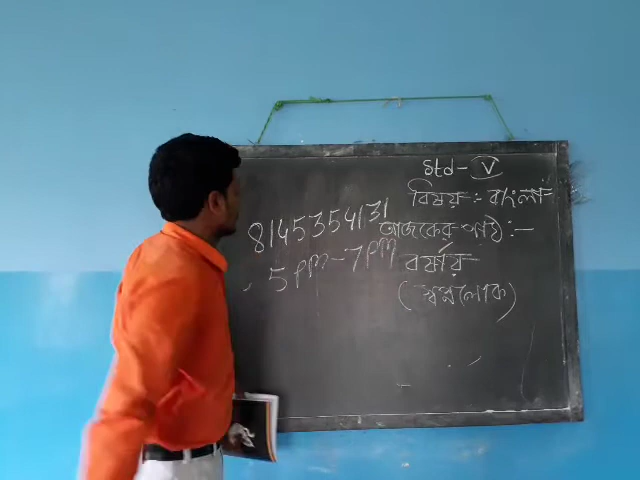 Std- V
বিষয় :- বাংলা
আজকের পাঠ :-
বর্ষায়
(স্বপ্নলোক)
8145354131
5 PM - 7 PM